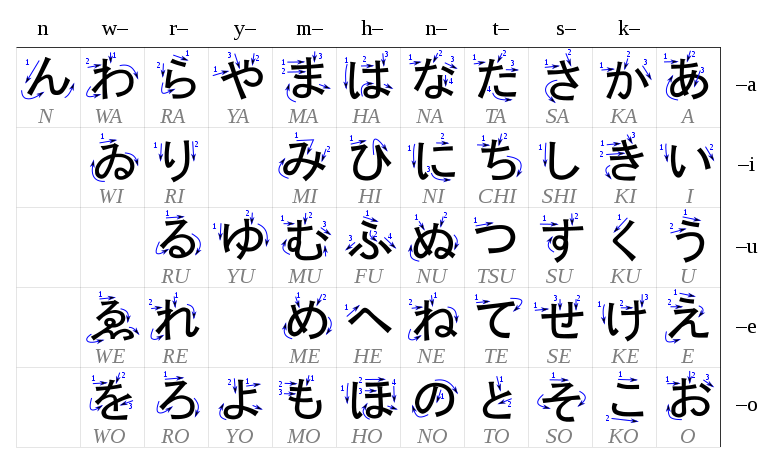 n w– r– y– m– h– n– t– s– k–
ん わ ら や ま は な た さ か あ –a
N WA RA YA MA HA NA TA SA KA A
ゐ り み ひ に ち し き い –i
WI RI MI HI NI CHI SHI KI I
る ゆ む ふ ぬ つ す く う –u
RU YU MU FU NU TSU SU KU U
ゑ れ め へ ね て せ け え –e
WE RE ME HE NE TE SE KE E
を ろ よ も ほ の と そ こ お –o
WO RO YO MO HO NO TO SO KO O